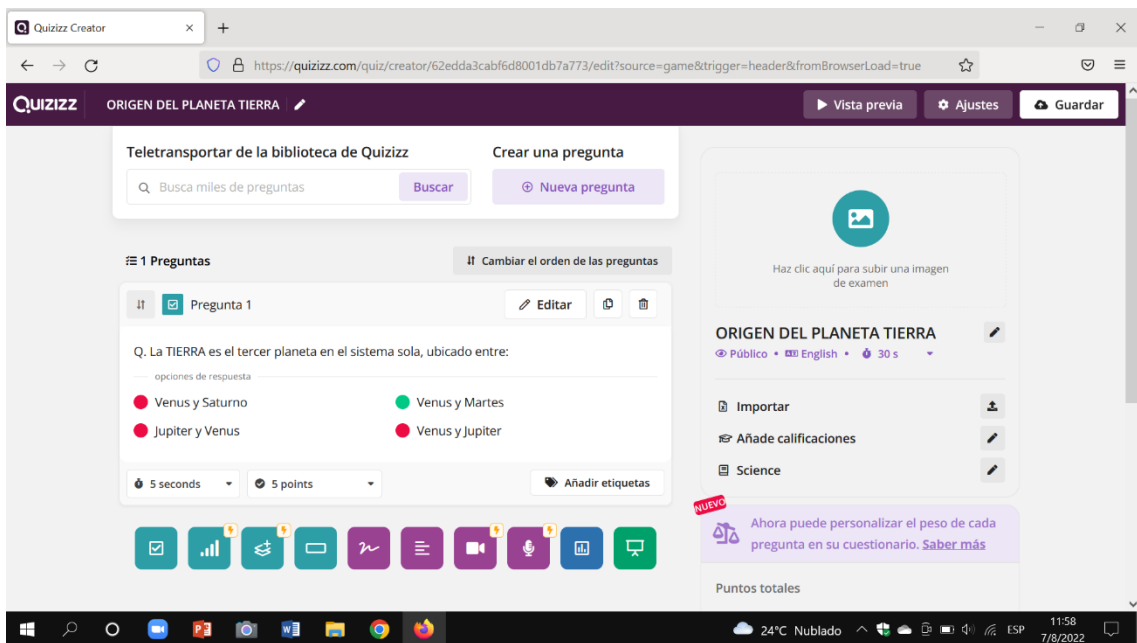 Quizizz Creator
https://quizizz.com/quiz/creator/62edda3cabf6d8001db7a773/edit?source=game&trigger=header&fromBrowserLoad=true
QUIZIZZ ORIGEN DEL PLANETA TIERRA Vista previa Ajustes Guardar
Teletransportar de la biblioteca de Quizizz
Busca miles de preguntas Buscar
Crear una pregunta
Nueva pregunta
1 Preguntas
Cambiar el orden de las preguntas
Pregunta 1 Editar
Q. La TIERRA es el tercer planeta en el sistema sola, ubicado entre:
opciones de respuesta
Venus y Saturno Venus y Martes
Jupiter y Venus Venus y Jupiter
5 seconds 5 points Añadir etiquetas
Haz clic aquí para subir una imagen
de examen
ORIGEN DEL PLANETA TIERRA
Público • English • 30 s
Importar
Añade calificaciones
Science
NUEVO
Ahora puede personalizar el peso de cada
pregunta en su cuestionario. Saber más
Puntos totales
24°C Nublado ESP 11:58
7/8/2022